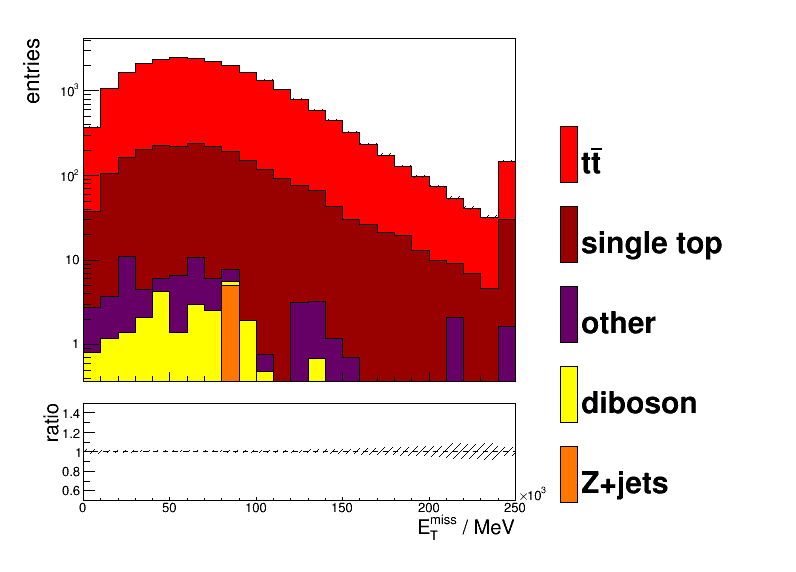 entries
10³
10²
10
1
tt̄
single top
other
diboson
Z+jets
ratio
1.4
1.2
1
0.8
0.6
0 50 100 150 200 250
×10³
E_T^miss / MeV